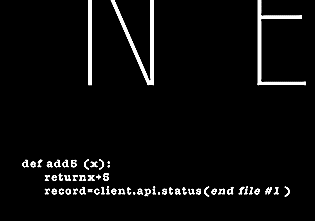 N E
def add5 (x):
returnx+5
record=client.api.status(end file #1 )